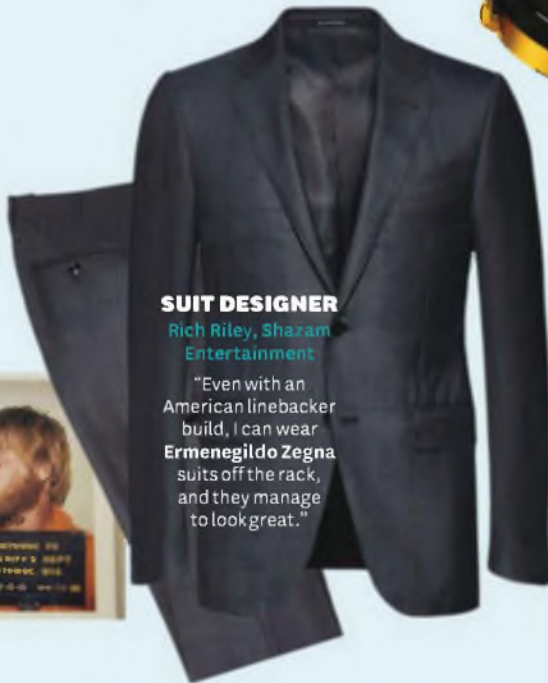 SUIT DESIGNER
Rich Riley, Shazam
Entertainment
"Even with an
American linebacker
build, I can wear
Ermenegildo Zegna
suits off the rack,
and they manage
to look great."